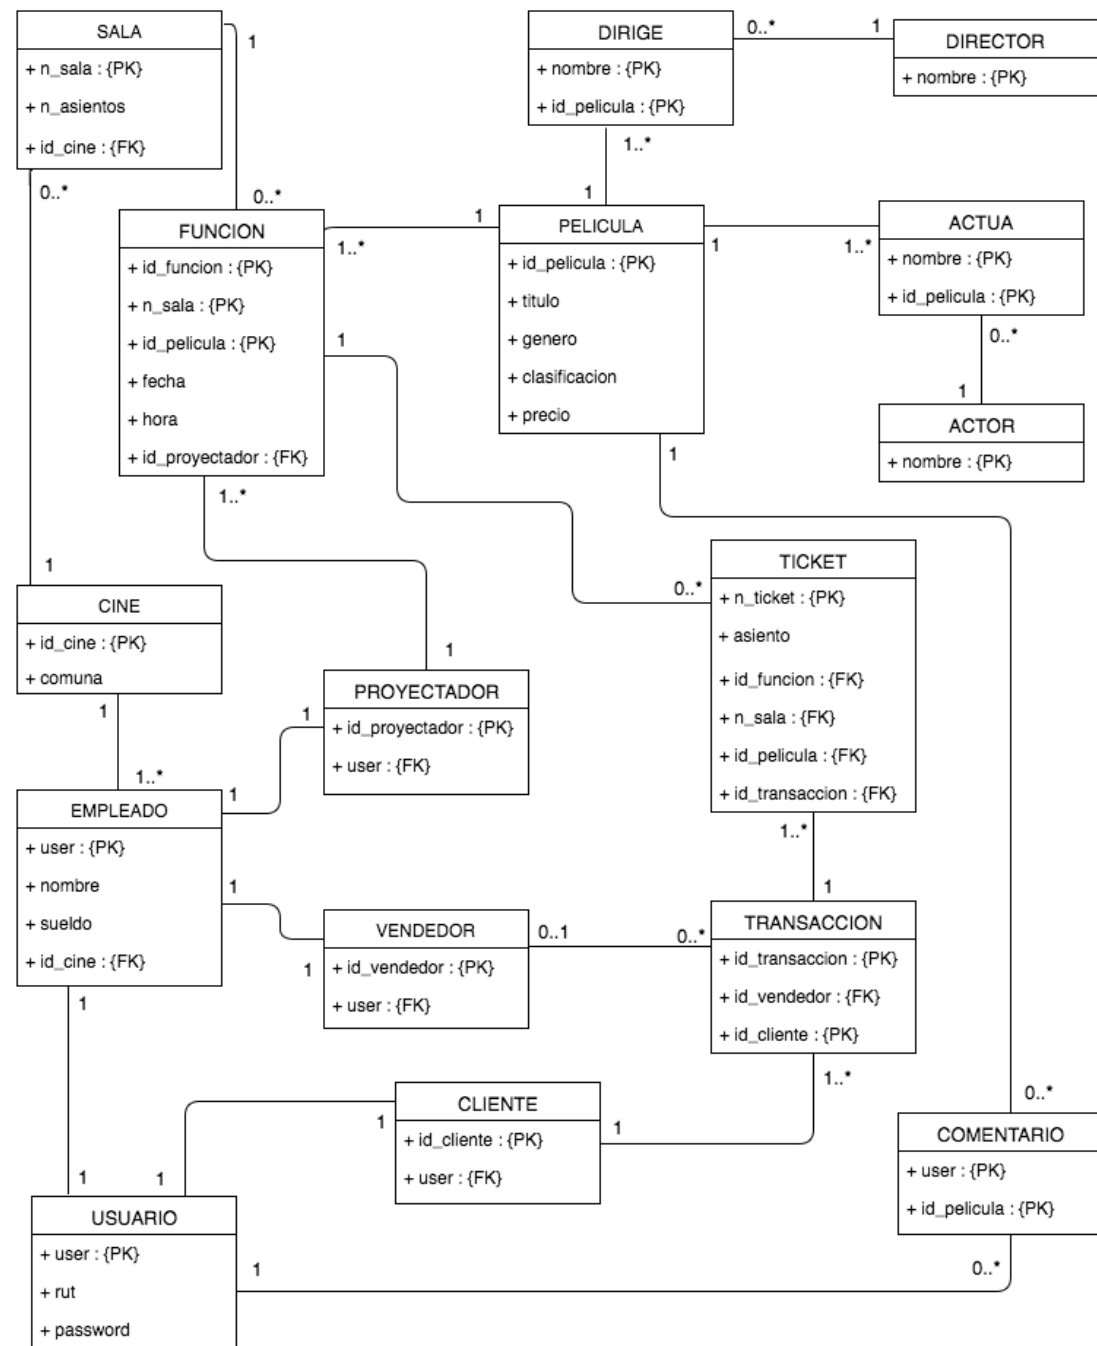 SALA
+ n_sala : {PK}
+ n_asientos
+ id_cine : {FK}
1
0..*
0..*
DIRIGE
+ nombre : {PK}
+ id_pelicula : {PK}
0..*
1
1..*
1
DIRECTOR
+ nombre : {PK}
FUNCION
+ id_funcion : {PK}
+ n_sala : {PK}
+ id_pelicula : {PK}
+ fecha
+ hora
+ id_proyectador : {FK}
1
1..*
1
1..*
PELICULA
+ id_pelicula : {PK}
+ titulo
+ genero
+ clasificacion
+ precio
1
1..*
1
ACTUA
+ nombre : {PK}
+ id_pelicula : {PK}
0..*
1
ACTOR
+ nombre : {PK}
1
CINE
+ id_cine : {PK}
+ comuna
1
1..*
TICKET
+ n_ticket : {PK}
+ asiento
+ id_funcion : {FK}
+ n_sala : {FK}
+ id_pelicula : {FK}
+ id_transaccion : {FK}
0..*
1..*
1
1
PROYECTADOR
+ id_proyectador : {PK}
+ user : {FK}
1
1
EMPLEADO
+ user : {PK}
+ nombre
+ sueldo
+ id_cine : {FK}
1
1
1
VENDEDOR
+ id_vendedor : {PK}
+ user : {FK}
0..1
0..*
TRANSACCION
+ id_transaccion : {PK}
+ id_vendedor : {FK}
+ id_cliente : {PK}
1..*
CLIENTE
+ id_cliente : {PK}
+ user : {FK}
1
1
1
1
0..*
COMENTARIO
+ user : {PK}
+ id_pelicula : {PK}
0..*
USUARIO
+ user : {PK}
+ rut
+ password
1